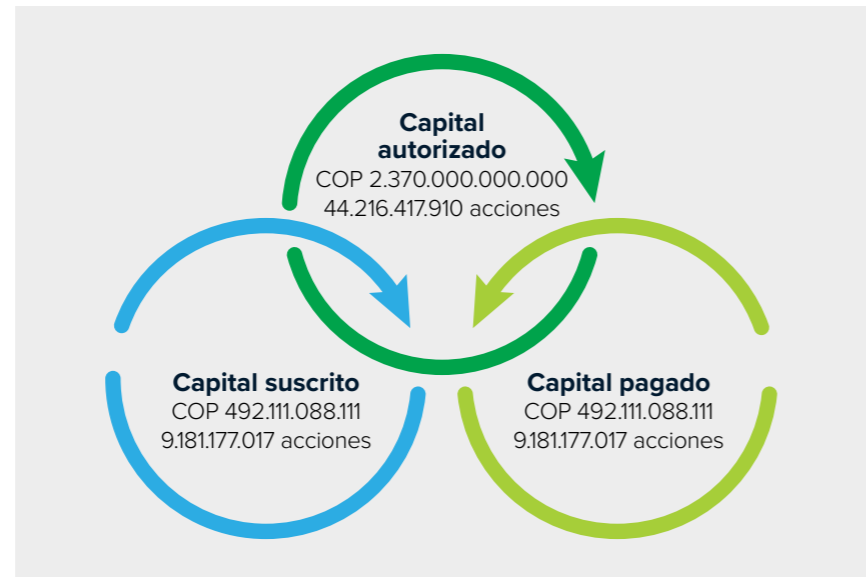 Capital
autorizado
COP 2.370.000.000.000
44.216.417.910 acciones
Capital suscrito
COP 492.111.088.111
9.181.177.017 acciones
Capital pagado
COP 492.111.088.111
9.181.177.017 acciones